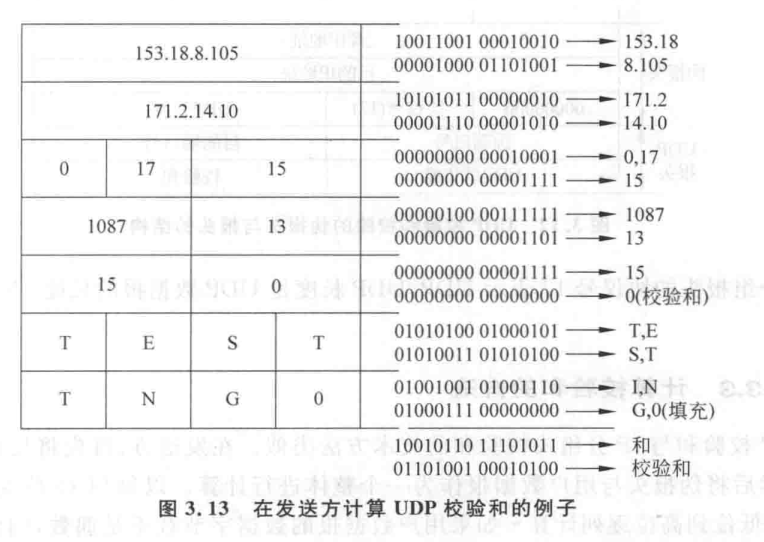 153.18.8.105 10011001 00010010 → 153.18
00001000 01101001 → 8.105
171.2.14.10 10101011 00000010 → 171.2
00001110 00001010 → 14.10
0 17 15 00000000 00010001 → 0,17
00000000 00001111 → 15
1087 13 00000100 00111111 → 1087
00000000 00001101 → 13
15 0 00000000 00001111 → 15
00000000 00000000 → 0(校验和)
T E S T 01010100 01000101 → T,E
01010011 01010100 → S,T
T N G 0 01001001 01001110 → I,N
01000111 00000000 → G,0(填充)
和
01101001 00010100 → 校验和
图 3.13 在发送方计算 UDP 校验和的例子